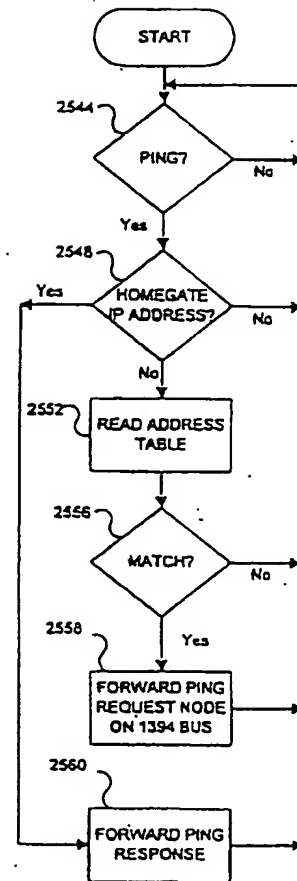 START
2544
PING?
No
Yes
2548
Yes
HOMEGATE
IP ADDRESS?
No
No
2552
READ ADDRESS
TABLE
2556
MATCH?
No
Yes
2558
FORWARD PING
REQUEST NODE
ON 1394 BUS
2560
FORWARD PING
RESPONSE